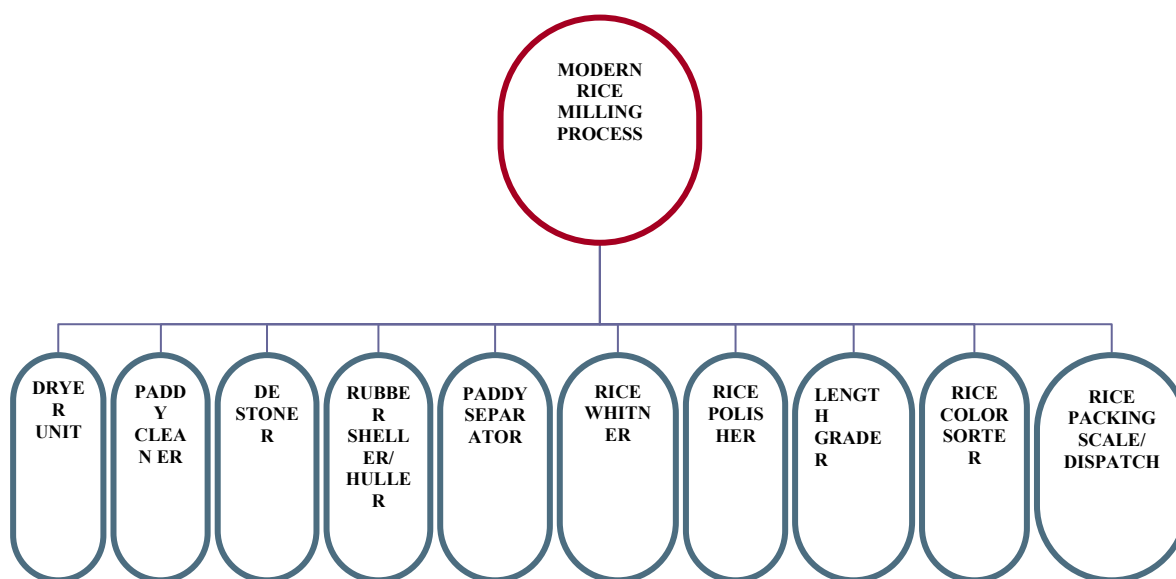 MODERN
RICE
MILLING
PROCESS
DRYE
R
UNIT
PADD
Y
CLEA
N ER
DE
STONE
R
RUBBE
R
SHELL
ER/
HULLE
R
PADDY
SEPAR
ATOR
RICE
WHITN
ER
RICE
POLIS
HER
LENGT
H
GRADE
R
RICE
COLOR
SORTE
R
RICE
PACKING
SCALE/
DISPATCH